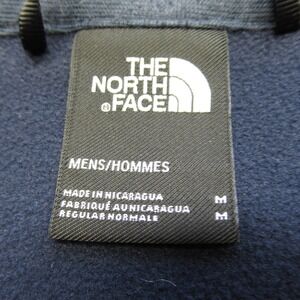 THE
NORTH
FACE
MENS/HOMMES
MADE IN NICARAGUA M
FABRIQUÉ AU NICARAGUA M
REGULAR NORMALE